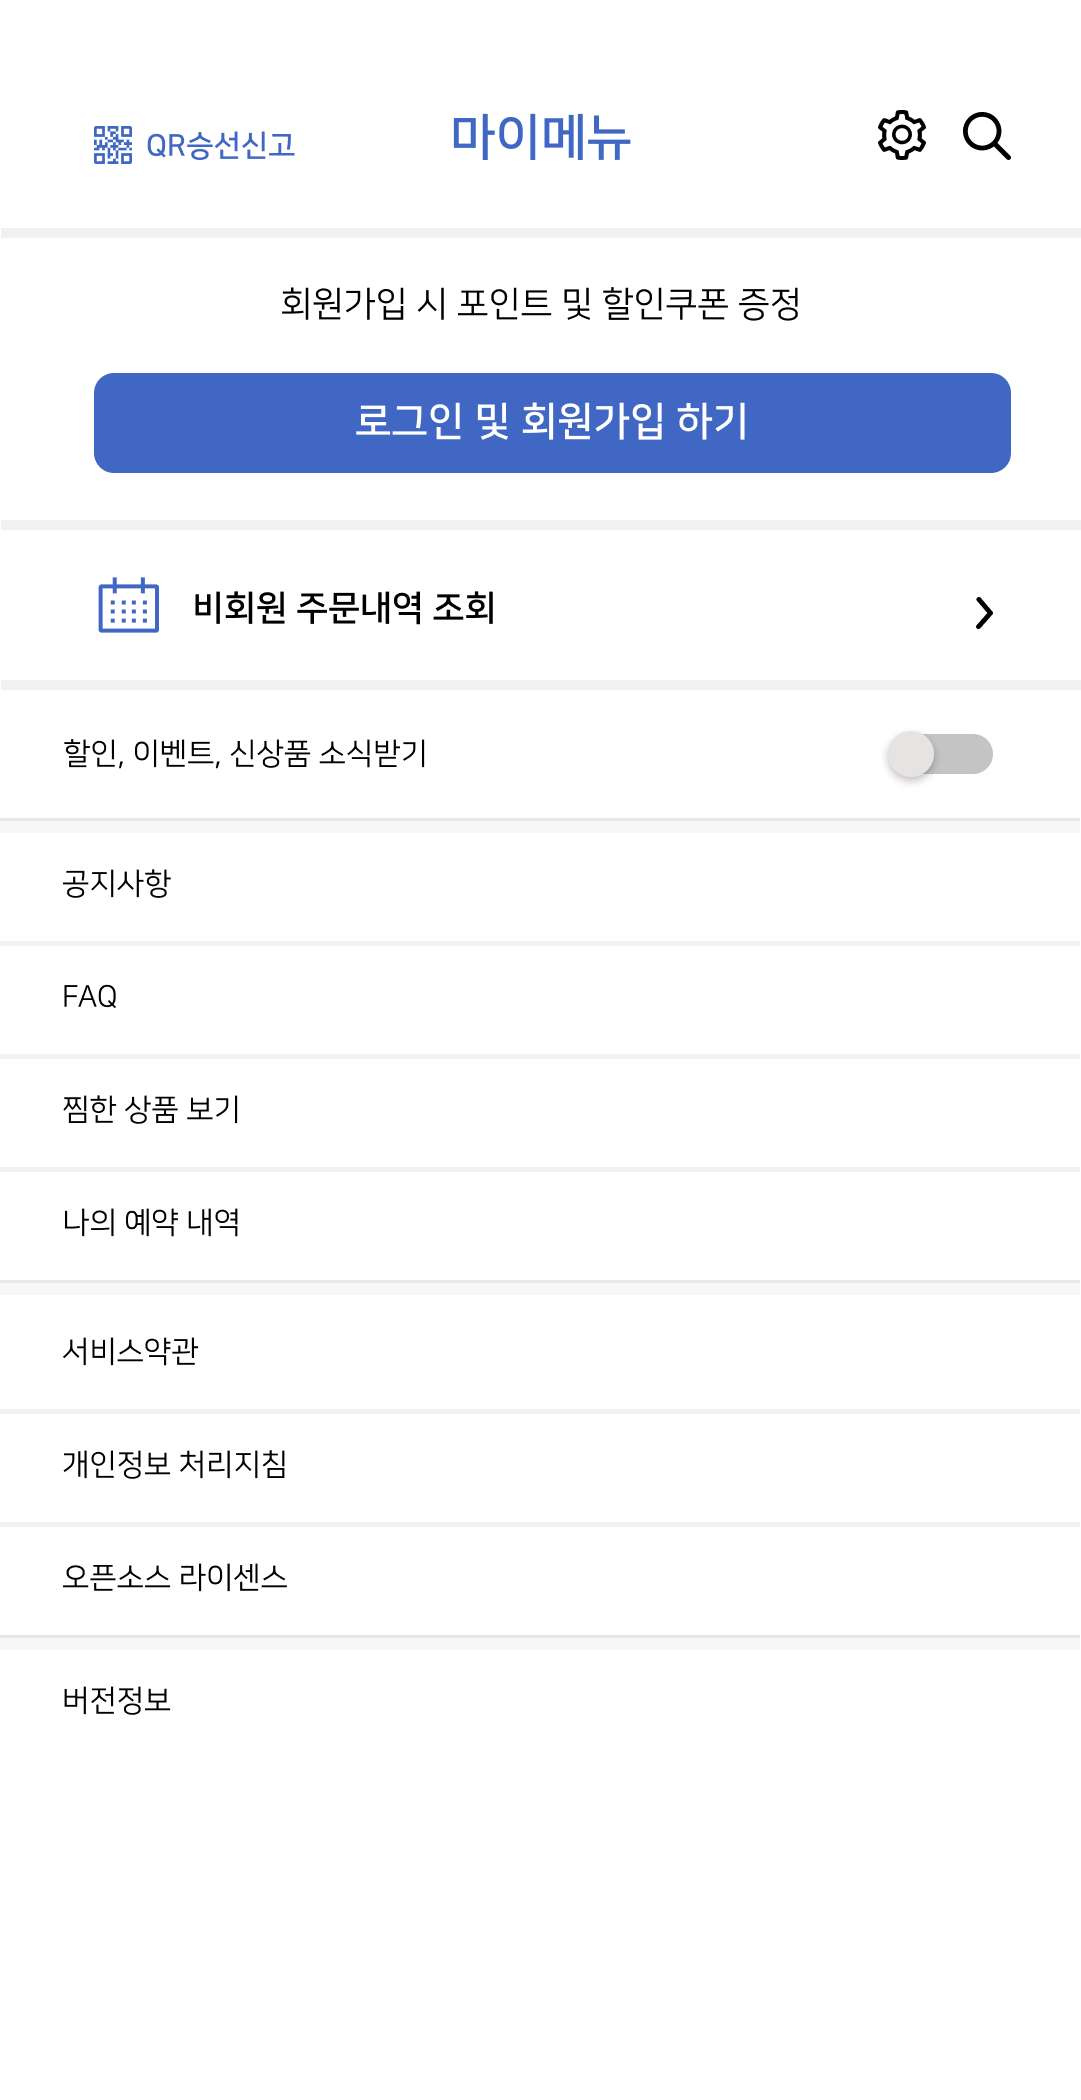 QR승선신고
마이메뉴
회원가입 시 포인트 및 할인쿠폰 증정
로그인 및 회원가입 하기
비회원 주문내역 조회
할인, 이벤트, 신상품 소식받기
공지사항
FAQ
찜한 상품 보기
나의 예약 내역
서비스약관
개인정보 처리지침
오픈소스 라이센스
버전정보